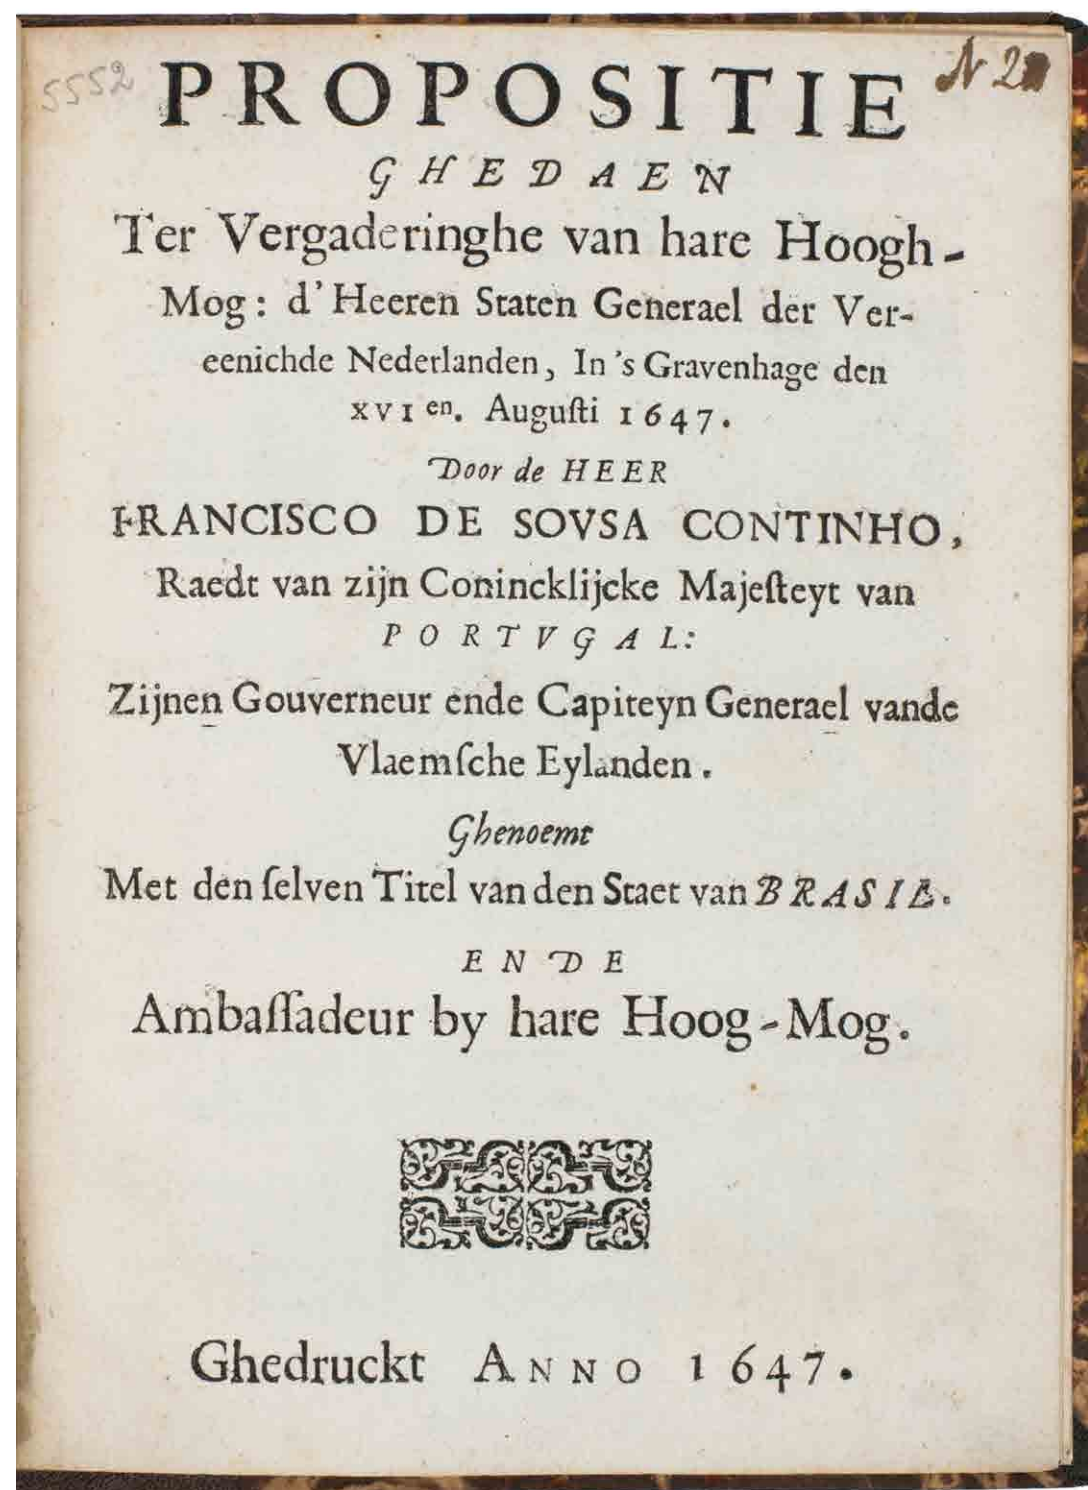 5552
N 2
PROPOSITIE
GHEDAEN
Ter Vergaderinghe van hare Hoogh-
Mog: d'Heeren Staten Generael der Ver-
eenichde Nederlanden, In 's Gravenhage den
XVI en. Auguſti 1647.
Door de HEER
FRANCISCO DE SOVSA CONTINHO,
Raedt van zijn Conincklijcke Majeſteyt van
PORTVGAL:
Zijnen Gouverneur ende Capiteyn Generael vande
Vlaemſche Eylanden.
Ghenoemt
Met den ſelven Titel van den Staet van BRASIL.
ENDE
Ambaſſadeur by hare Hoog-Mog.
Ghedruckt ANNO 1647.